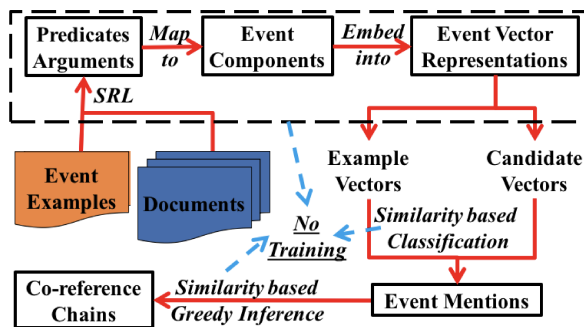 Predicates
Arguments
Map
to
Event
Components
Embed
into
Event Vector
Representations
SRL
Event
Examples
Documents
Example
Vectors
Candidate
Vectors
No
Training
Similarity based
Classification
Co-reference
Chains
Similarity based
Greedy Inference
Event Mentions